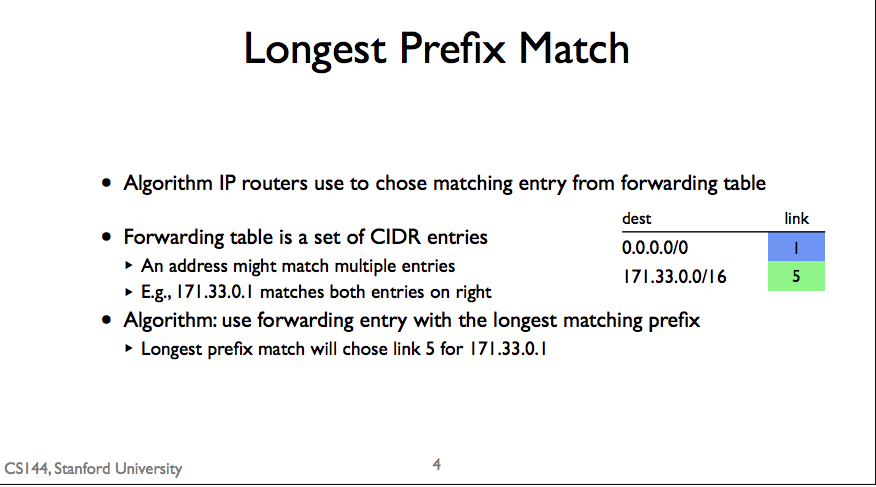 Longest Prefix Match
• Algorithm IP routers use to chose matching entry from forwarding table
• Forwarding table is a set of CIDR entries
‣ An address might match multiple entries
‣ E.g., 171.33.0.1 matches both entries on right
dest link
0.0.0.0/0 1
171.33.0.0/16 5
• Algorithm: use forwarding entry with the longest matching prefix
‣ Longest prefix match will chose link 5 for 171.33.0.1
CS144, Stanford University
4